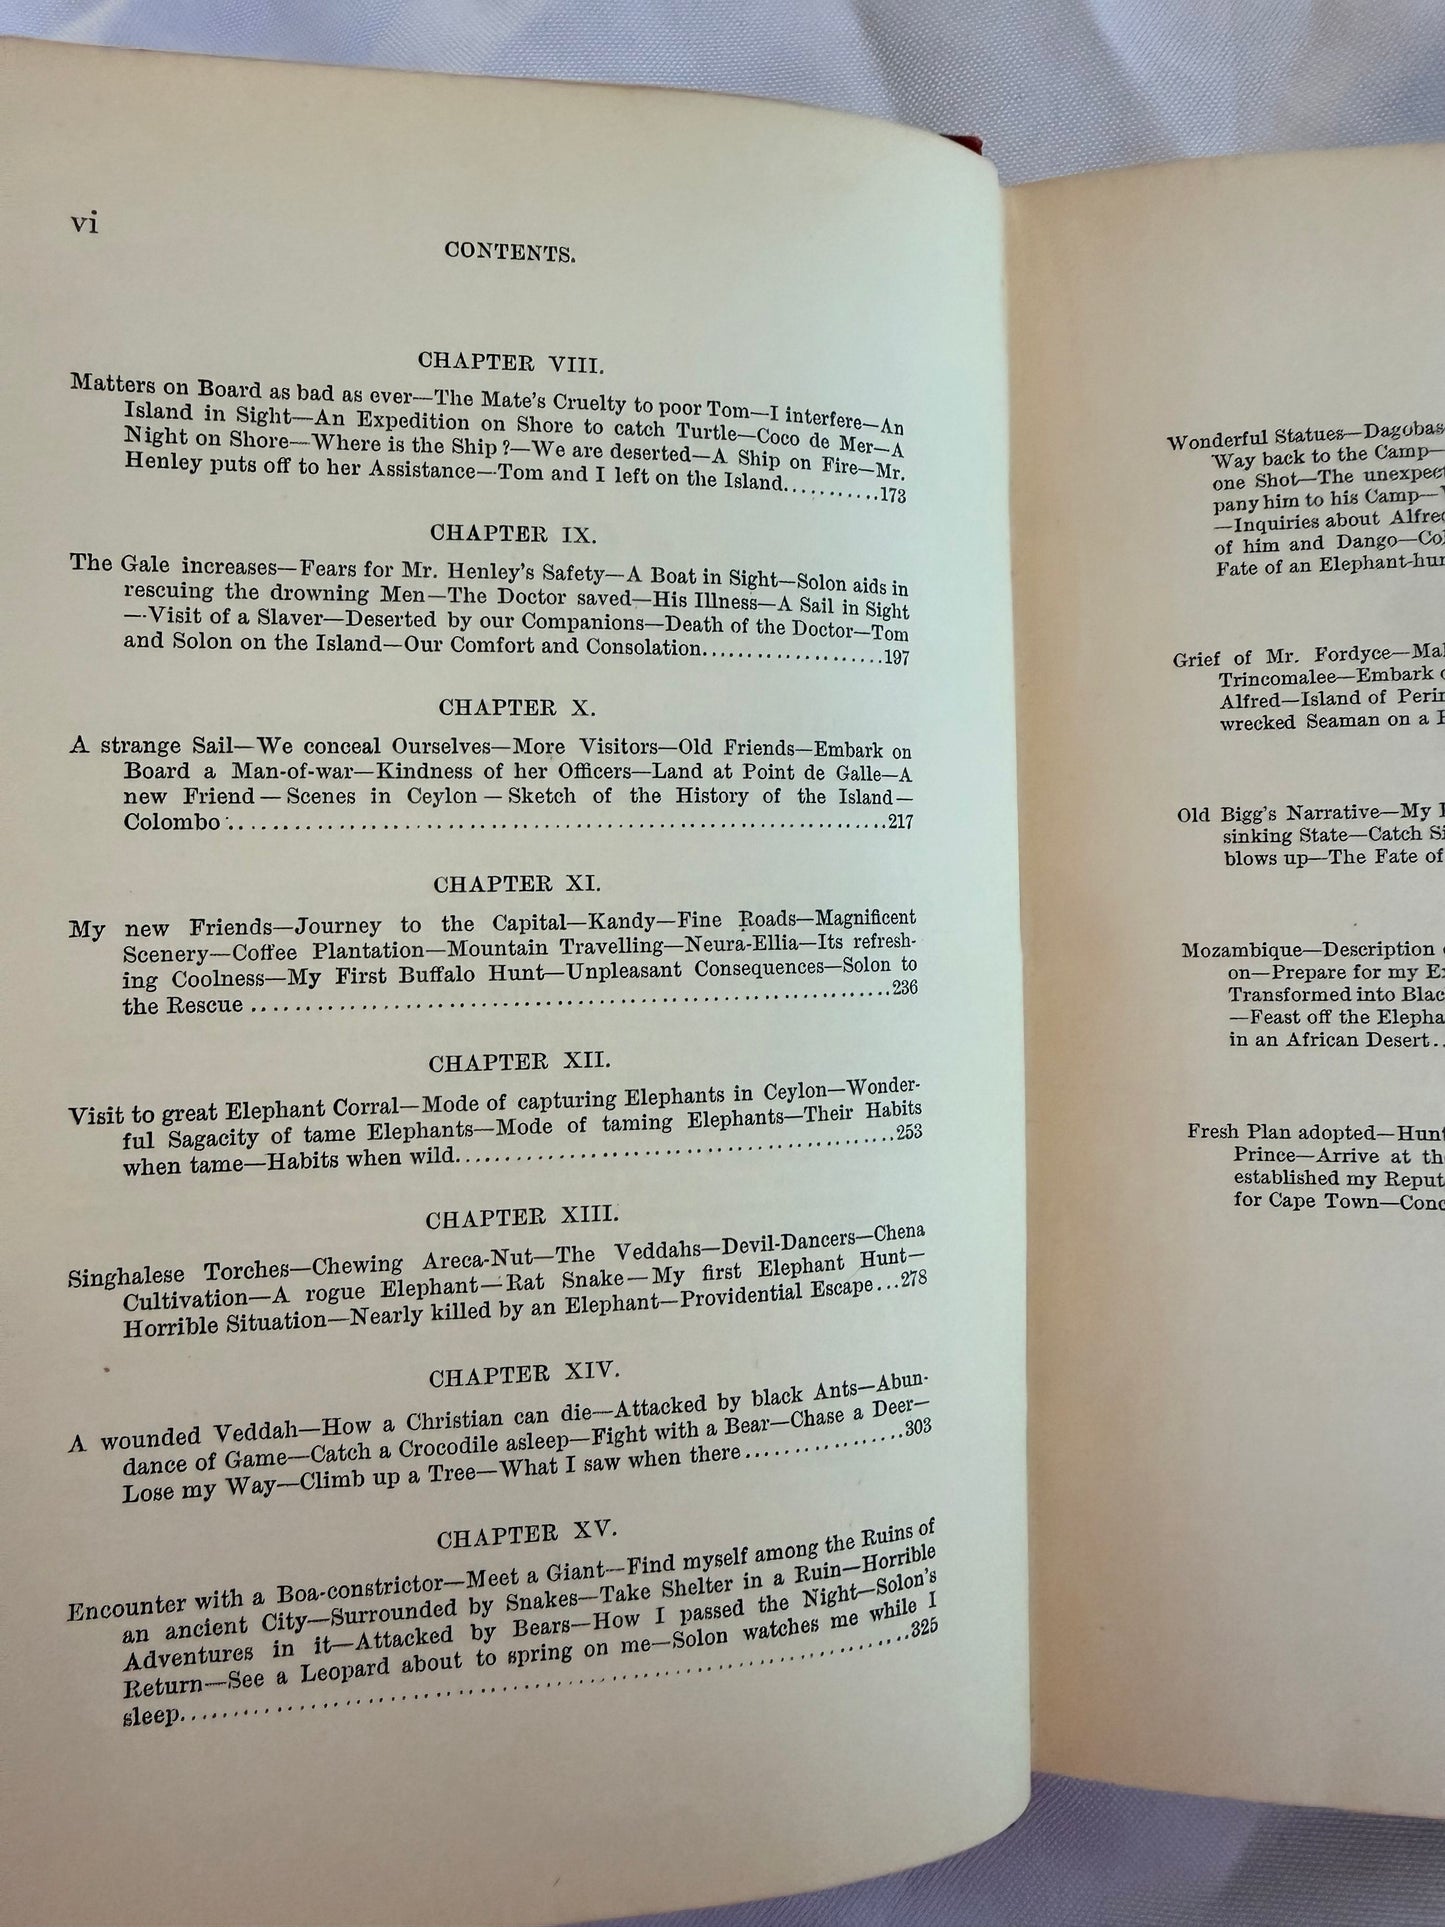 vi
CONTENTS.
CHAPTER VIII.
Matters on Board as bad as ever—The Mate's Cruelty to poor Tom—I interfere—An
Island in Sight—An Expedition on Shore to catch Turtle—Coco de Mer—A
Night on Shore—Where is the Ship?—We are deserted—A Ship on Fire—Mr.
Henley puts off to her Assistance—Tom and I left on the Island...........173
CHAPTER IX.
The Gale increases—Fears for Mr. Henley's Safety—A Boat in Sight—Solon aids in
rescuing the drowning Men—The Doctor saved—His Illness—A Sail in Sight
—Visit of a Slaver—Deserted by our Companions—Death of the Doctor—Tom
and Solon on the Island—Our Comfort and Consolation....................197
CHAPTER X.
A strange Sail—We conceal Ourselves—More Visitors—Old Friends—Embark on
Board a Man-of-war—Kindness of her Officers—Land at Point de Galle—A
new Friend—Scenes in Ceylon—Sketch of the History of the Island—
Colombo..................................................217
CHAPTER XI.
My new Friends—Journey to the Capital—Kandy—Fine Roads—Magnificent
Scenery—Coffee Plantation—Mountain Travelling—Neura-Ellia—Its refresh-
ing Coolness—My First Buffalo Hunt—Unpleasant Consequences—Solon to
the Rescue..................................................236
CHAPTER XII.
Visit to great Elephant Corral—Mode of capturing Elephants in Ceylon—Wonder-
ful Sagacity of tame Elephants—Mode of taming Elephants—Their Habits
when tame—Habits when wild........................................253
CHAPTER XIII.
Singhalese Torches—Chewing Areca-Nut—The Veddahs—Devil-Dancers—Chena
Cultivation—A rogue Elephant—Rat Snake—My first Elephant Hunt—
Horrible Situation—Nearly killed by an Elephant—Providential Escape...278
CHAPTER XIV.
A wounded Veddah—How a Christian can die—Attacked by black Ants—Abun-
dance of Game—Catch a Crocodile asleep—Fight with a Bear—Chase a Deer—
Lose my Way—Climb up a Tree—What I saw when there.................303
CHAPTER XV.
Encounter with a Boa-constrictor—Meet a Giant—Find myself among the Ruins of
an ancient City—Surrounded by Snakes—Take Shelter in a Ruin—Horrible
Adventures in it—Attacked by Bears—How I passed the Night—Solon's
Return—See a Leopard about to spring on me—Solon watches me while I
sleep..................................................325
Wonderful Statues—Dagobas
Way back to the Camp—
one Shot—The
pany him to his Camp—
—Inquiries about
of him and Dango—
Fate of an
Grief of Mr. Fordyce—
Trincomalee—Embark
Alfred—Island of
wrecked Seaman on a
Old Bigg's Narrative—My
sinking State—Catch
blows up—The Fate of
Mozambique—Description
on—Prepare for my
Transformed into
—Feast off the
in an African Desert..
Fresh Plan adopted—
Prince—Arrive at
established my
for Cape Town—